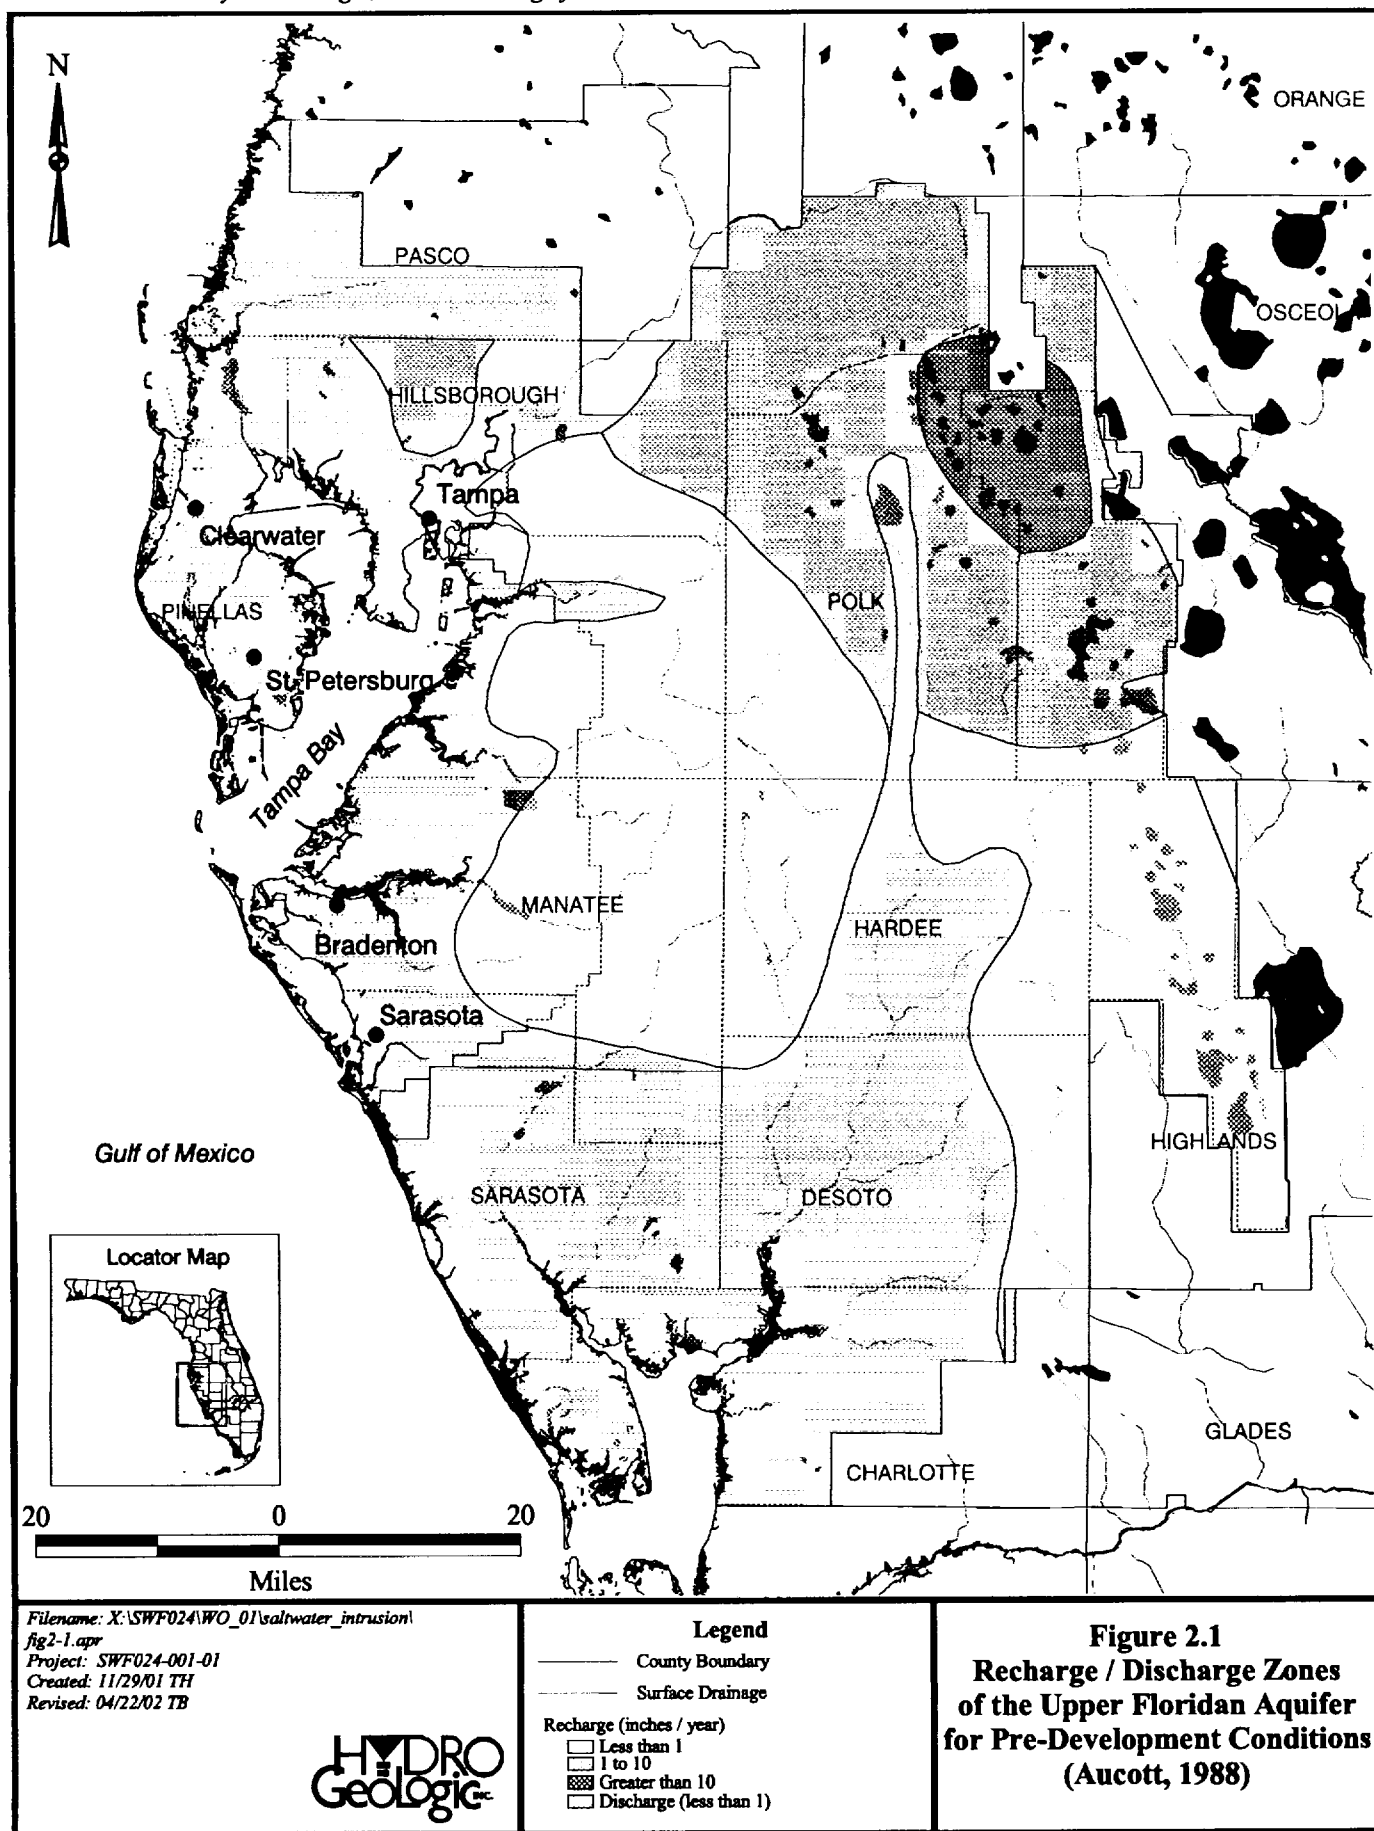 N
ORANGE
PASCO
OSCEOL
HILLSBOROUGH
Tampa
Clearwater
POLK
PINELLAS
St. Petersburg
Tampa Bay
MANATEE
HARDEE
Bradenton
Sarasota
Gulf of Mexico
HIGHLANDS
SARASOTA
DESOTO
Locator Map
GLADES
CHARLOTTE
20 0 20
Miles
Filename: X:\SWF024\WO_01\saltwater_intrusion\
fig2-1.apr
Project: SWF024-001-01
Created: 11/29/01 TH
Revised: 04/22/02 TB
HYDRO
GeoLogic INC.
Legend
County Boundary
Surface Drainage
Recharge (inches / year)
Less than 1
1 to 10
Greater than 10
Discharge (less than 1)
Figure 2.1
Recharge / Discharge Zones
of the Upper Floridan Aquifer
for Pre-Development Conditions
(Aucott, 1988)